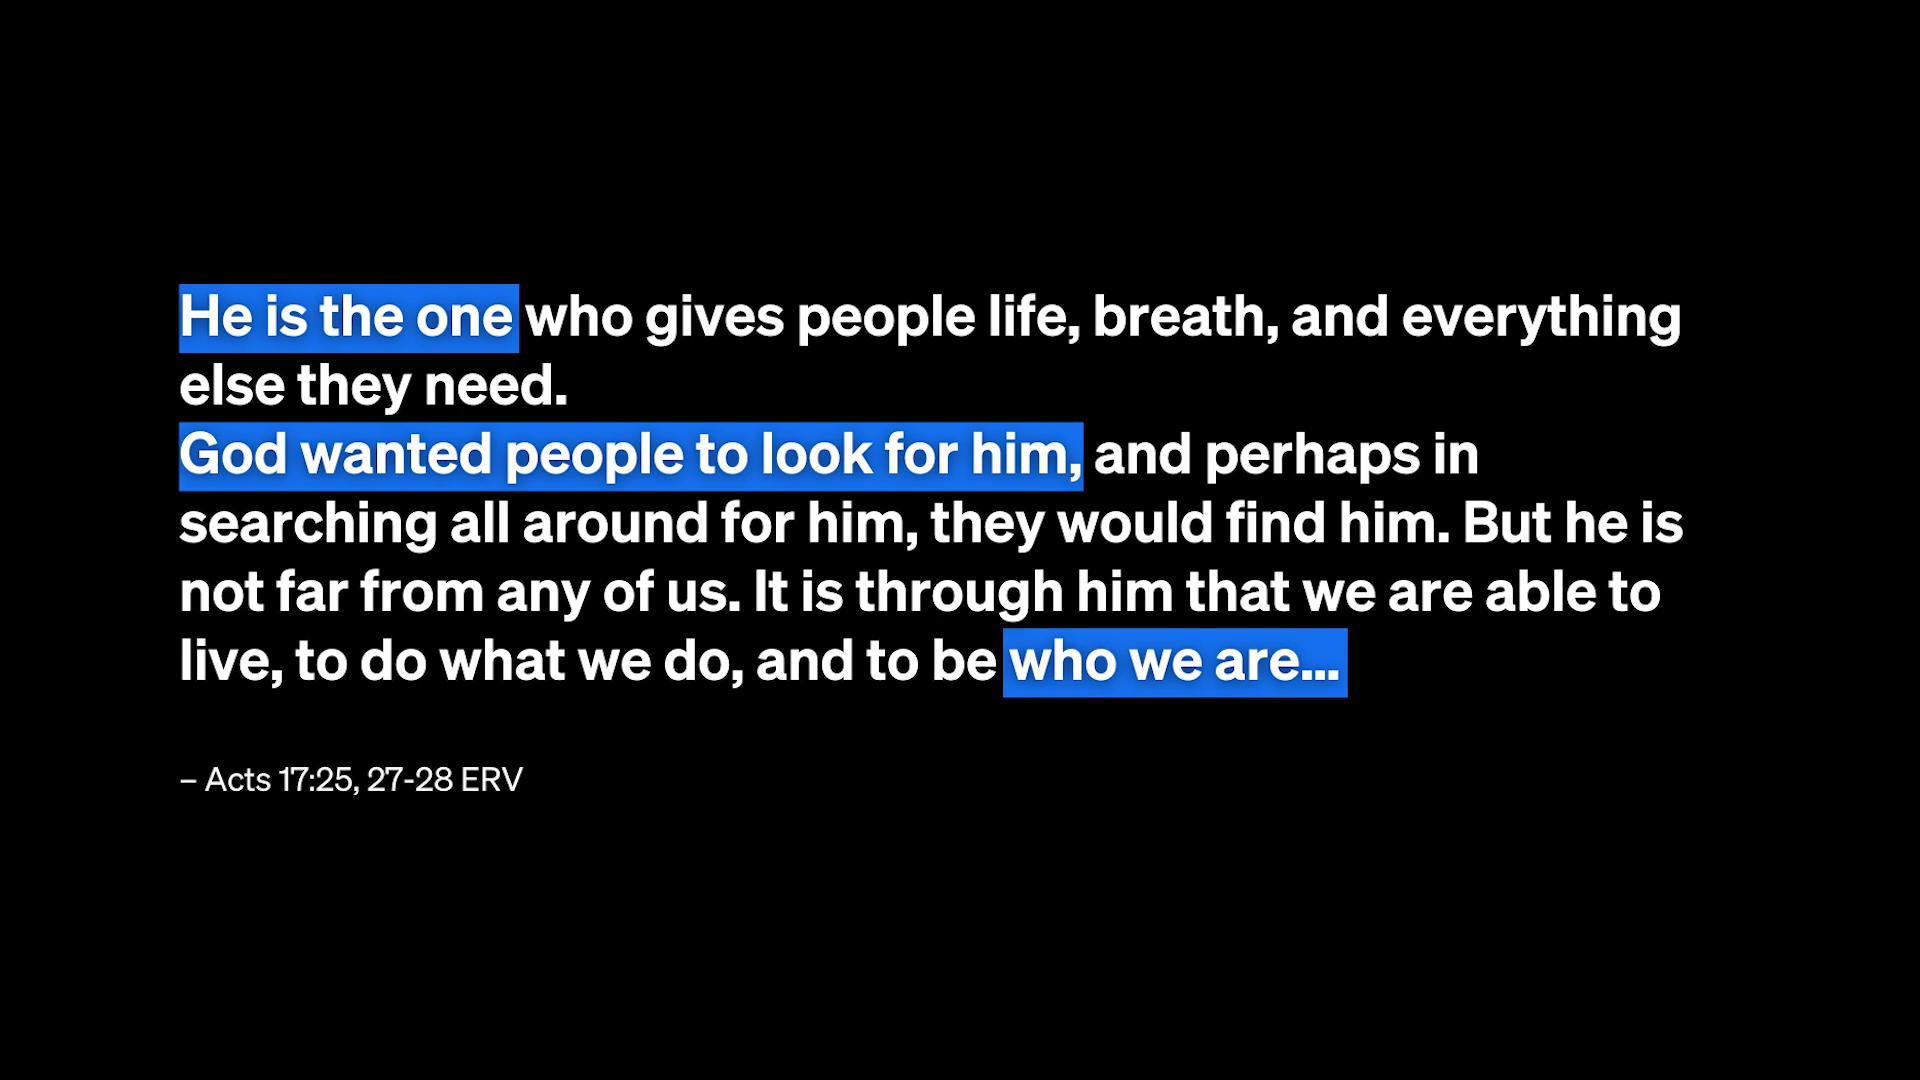 He is the one who gives people life, breath, and everything
else they need.
God wanted people to look for him, and perhaps in
searching all around for him, they would find him. But he is
not far from any of us. It is through him that we are able to
live, to do what we do, and to be who we are...
– Acts 17:25, 27-28 ERV